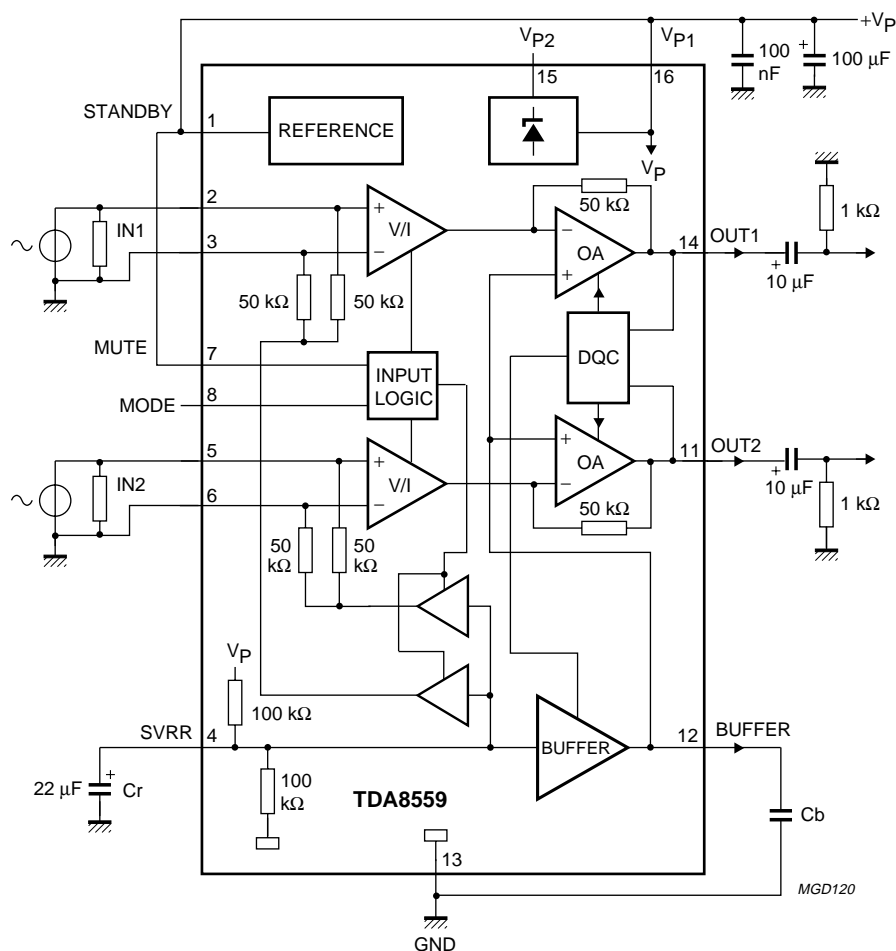 +VP
VP2
VP1
100
nF
+
100 µF
15
16
STANDBY
1
REFERENCE
VP
2
+
50 kΩ
1 kΩ
IN1
V/I
−
OA
14
OUT1
3
−
+
+
10 µF
50 kΩ
50 kΩ
MUTE
7
INPUT
LOGIC
DQC
MODE
8
5
+
+
OA
11
OUT2
IN2
V/I
−
+
10 µF
6
−
50 kΩ
1 kΩ
50
kΩ
50
kΩ
VP
100 kΩ
SVRR
4
BUFFER
12
BUFFER
22 µF
+
Cr
100
kΩ
TDA8559
Cb
13
MGD120
GND